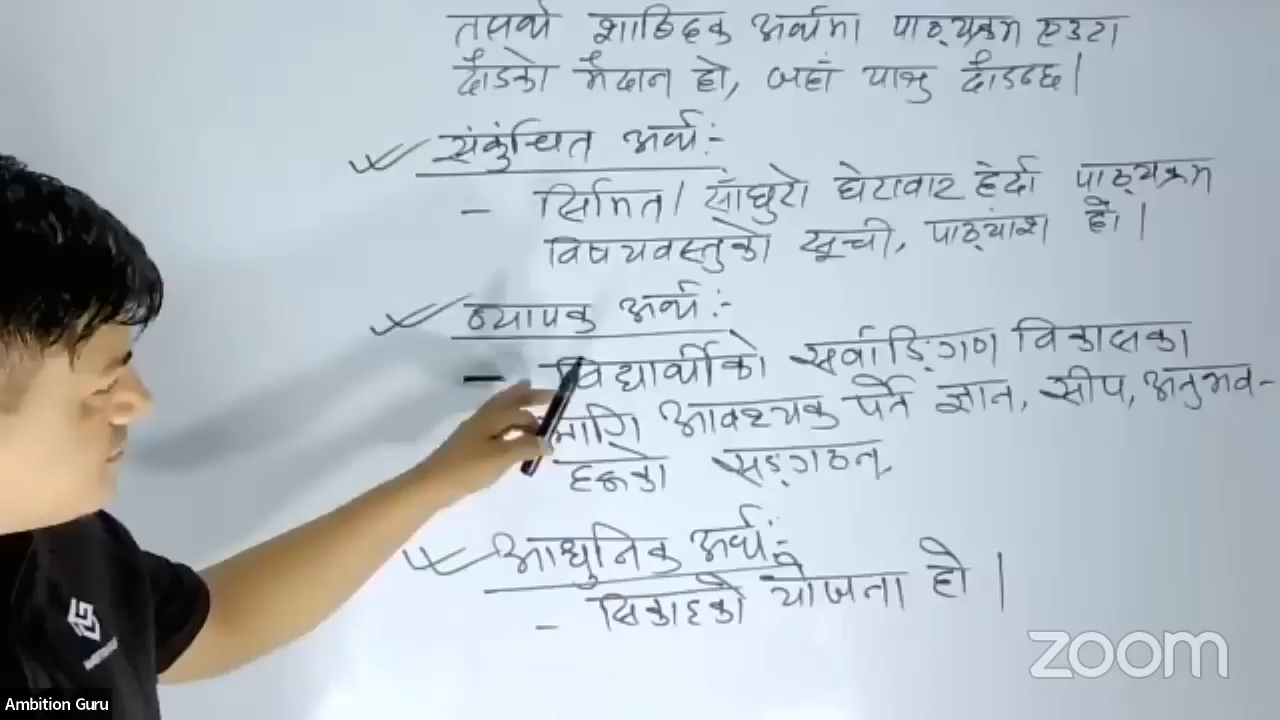 तसर्थ शाब्दिक अर्थमा पाठ्यक्रम एउटा
दौडको मैदान हो, जहाँ यात्रु दौडन्छ।
संकुंचित अर्थ:-
- सिमित। साँघुरो घेराबाट हेर्दा पाठ्यक्रम
विषयवस्तुको सूची, पाठ्यांश हो।
व्यापक अर्थ:-
- विद्यार्थीको सर्वाङ्गिण विकासका
लागि आवश्यक पर्ने ज्ञान, सीप, अनुभव-
हरूको सङ्गठन
आधुनिक अर्थ:-
- सिकाइको योजना हो।
zoom
Ambition Guru